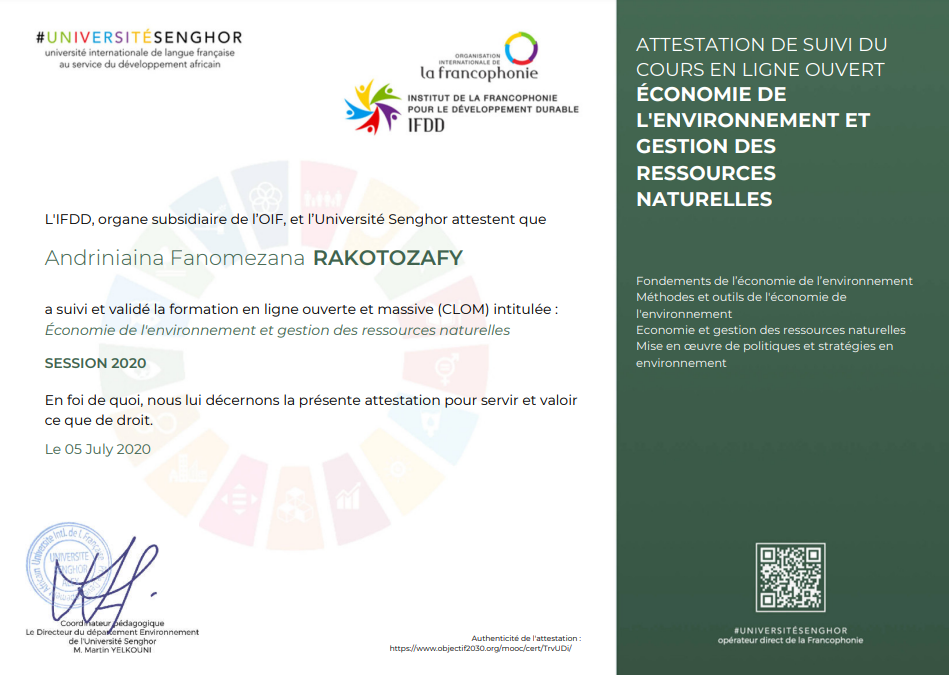 #UNIVERSITÉSENGHOR
université internationale de langue française
au service du développement africain
ORGANISATION
INTERNATIONALE DE
la francophonie
INSTITUT DE LA FRANCOPHONIE
POUR LE DÉVELOPPEMENT DURABLE
IFDD
L'IFDD, organe subsidiaire de l'OIF, et l'Université Senghor attestent que
Andriniaina Fanomezana RAKOTOZAFY
a suivi et validé la formation en ligne ouverte et massive (CLOM) intitulée :
Économie de l'environnement et gestion des ressources naturelles
SESSION 2020
En foi de quoi, nous lui décernons la présente attestation pour servir et valoir
ce que de droit.
Le 05 July 2020
UNIVERSITE
SENGHOR
Coordinateur pédagogique
Le Directeur du département Environnement
de l'Université Senghor
M. Martin YELKOUNI
Authenticité de l'attestation :
https://www.objectif2030.org/mooc/cert/TrvUDi/
ATTESTATION DE SUIVI DU
COURS EN LIGNE OUVERT
ÉCONOMIE DE
L'ENVIRONNEMENT ET
GESTION DES
RESSOURCES
NATURELLES
Fondements de l'économie de l'environnement
Méthodes et outils de l'économie de
l'environnement
Economie et gestion des ressources naturelles
Mise en œuvre de politiques et stratégies en
environnement
#UNIVERSITÉSENGHOR
opérateur direct de la Francophonie